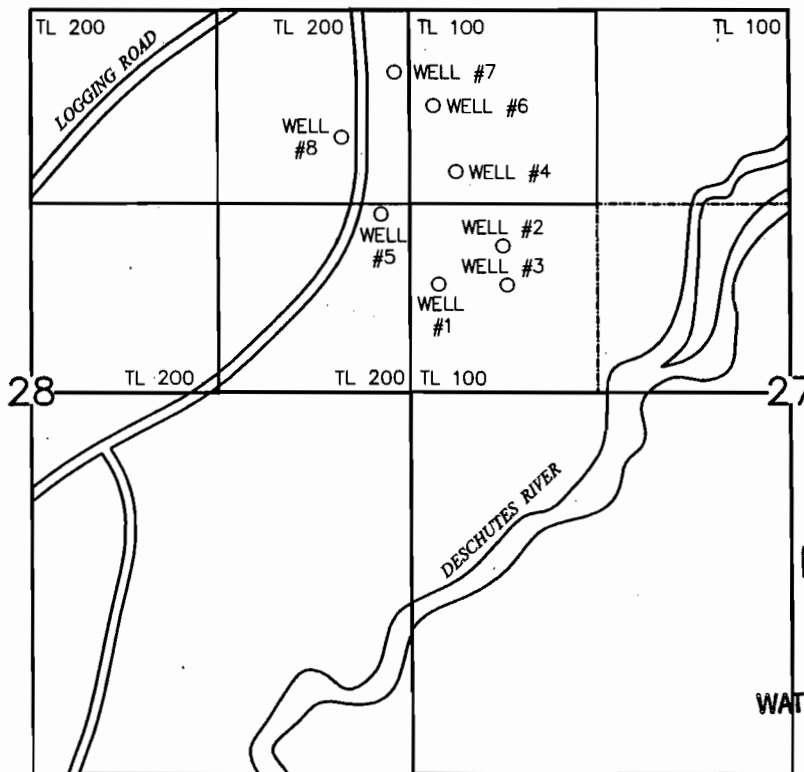 TL 200
TL 200
TL 100
TL 100
LOGGING ROAD
WELL #7
WELL #6
WELL
#8
WELL #4
WELL #2
WELL
#5
WELL #3
WELL
#1
TL 200
TL 200
TL 100
28
27
DESCHUTES RIVER
WAT